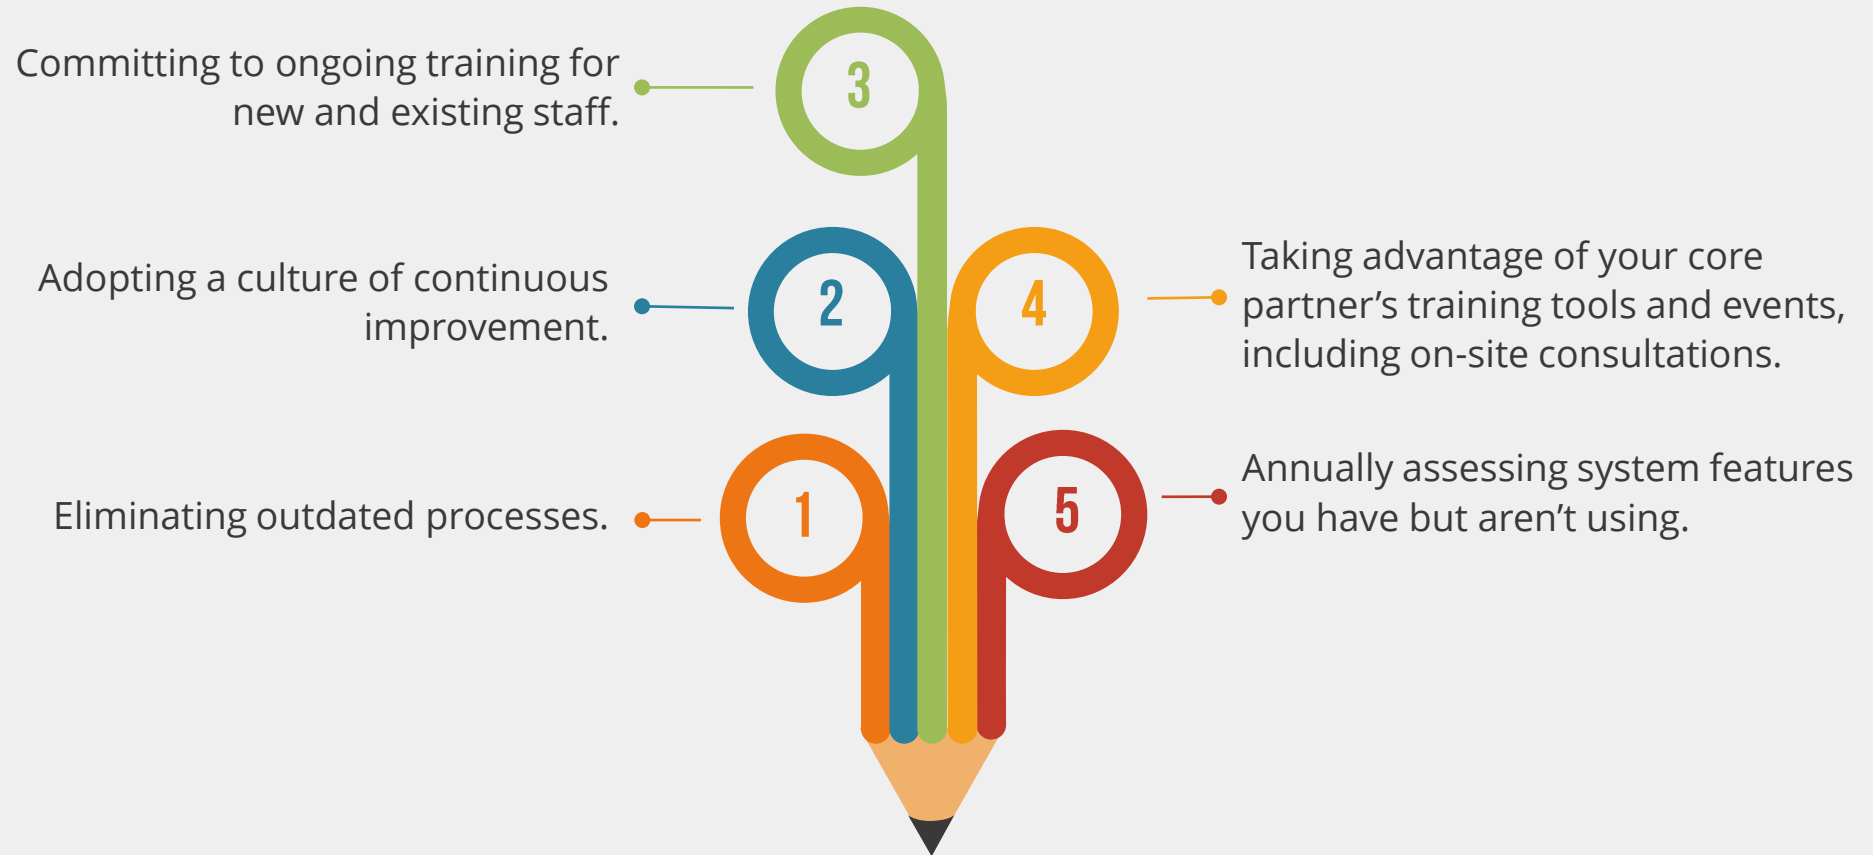 Committing to ongoing training for
new and existing staff.
3
Adopting a culture of continuous
improvement.
2
4
Taking advantage of your core
partner’s training tools and events,
including on-site consultations.
Eliminating outdated processes.
1
5
Annually assessing system features
you have but aren’t using.